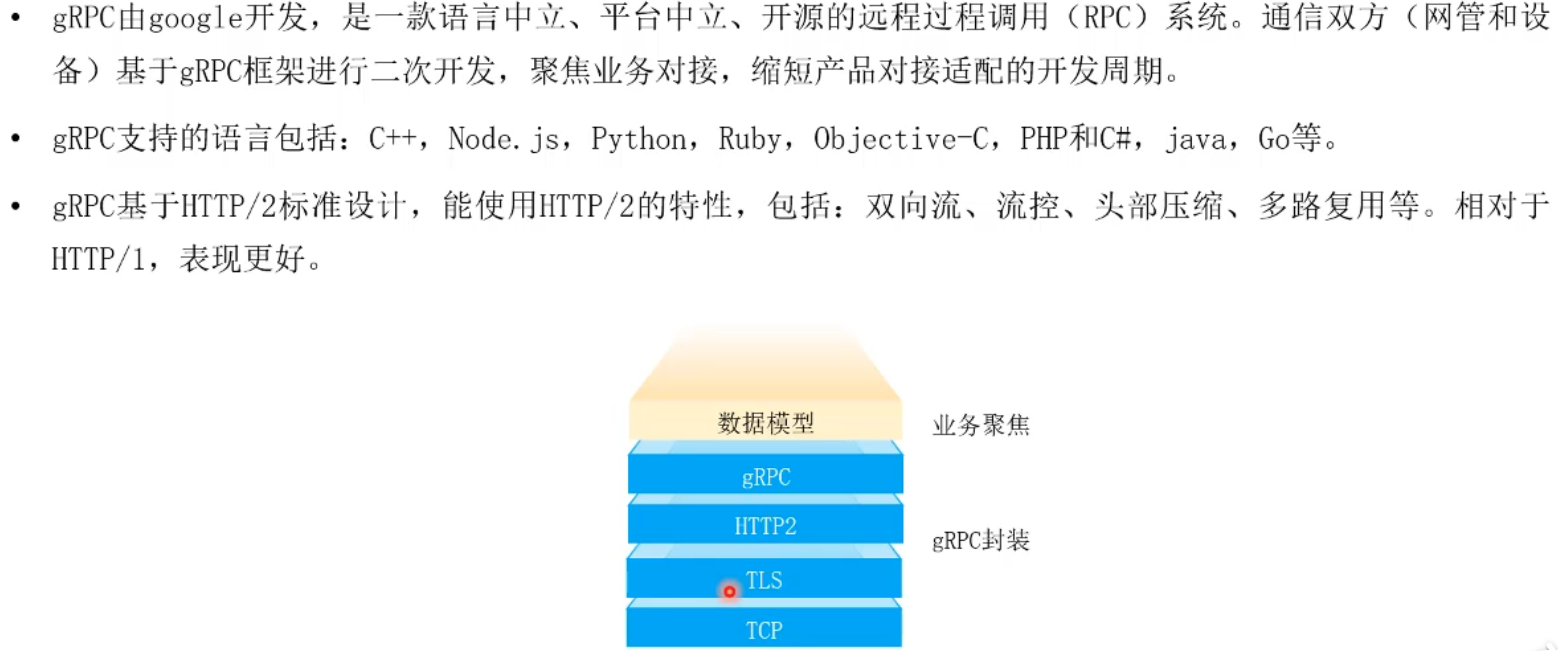 • gRPC由google开发，是一款语言中立、平台中立、开源的远程过程调用（RPC）系统。通信双方（网管和设
备）基于gRPC框架进行二次开发，聚焦业务对接，缩短产品对接适配的开发周期。
• gRPC支持的语言包括：C++，Node.js，Python，Ruby，Objective-C，PHP和C#，java，Go等。
• gRPC基于HTTP/2标准设计，能使用HTTP/2的特性，包括：双向流、流控、头部压缩、多路复用等。相对于
HTTP/1，表现更好。
数据模型
业务聚焦
gRPC
HTTP2
gRPC封装
TLS
TCP